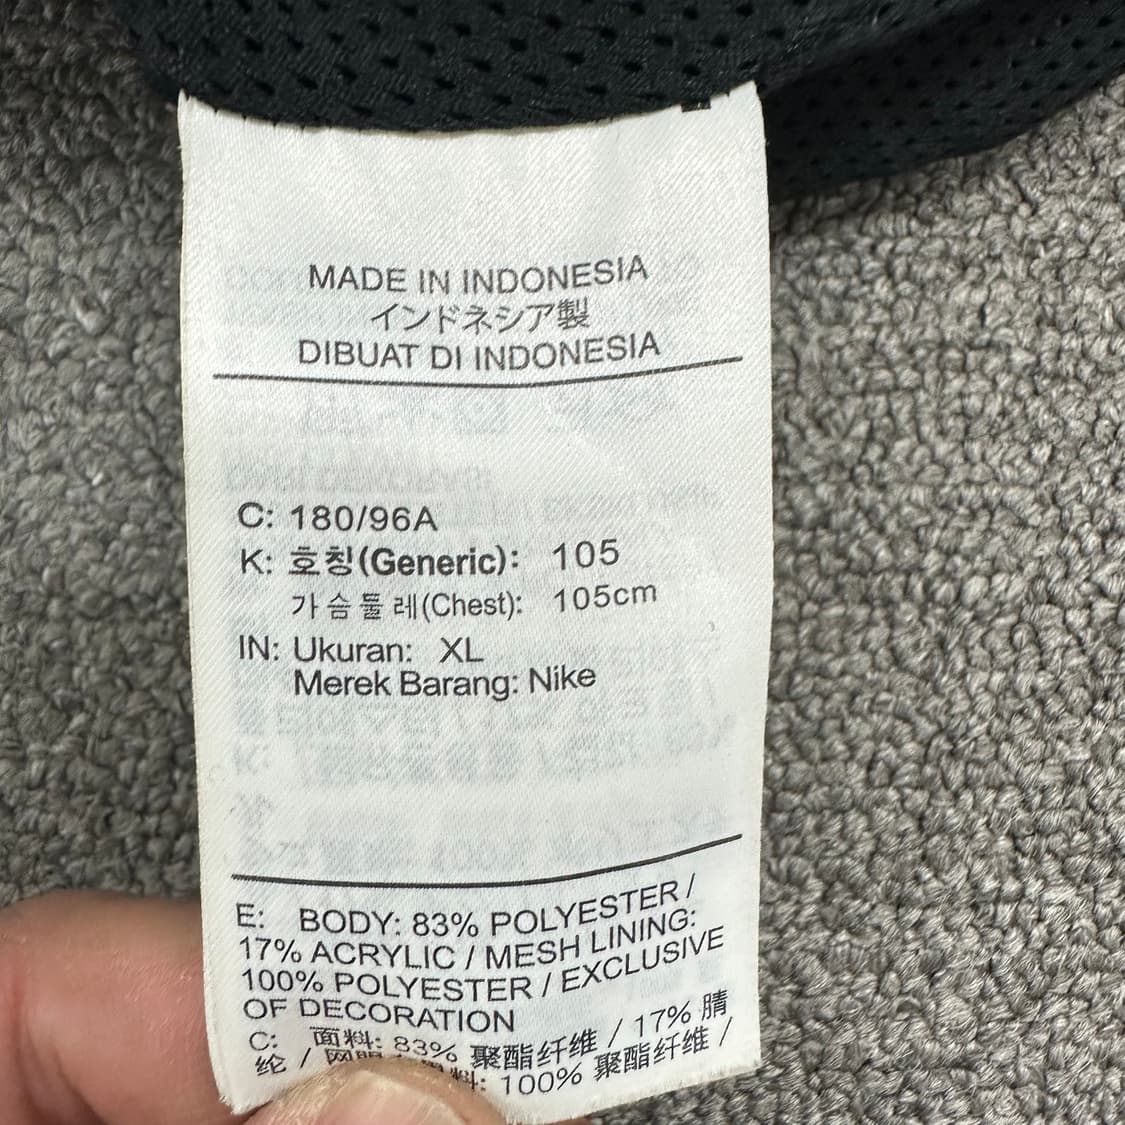 MADE IN INDONESIA
インドネシア製
DIBUAT DI INDONESIA
C: 180/96A
K: 호칭(Generic): 105
가슴둘레(Chest): 105cm
IN: Ukuran: XL
Merek Barang: Nike
E: BODY: 83% POLYESTER /
17% ACRYLIC / MESH LINING:
100% POLYESTER / EXCLUSIVE
OF DECORATION
C: 面料: 83% 聚酯纤维 / 17% 腈
纶 / 网眼 料: 100% 聚酯纤维 /